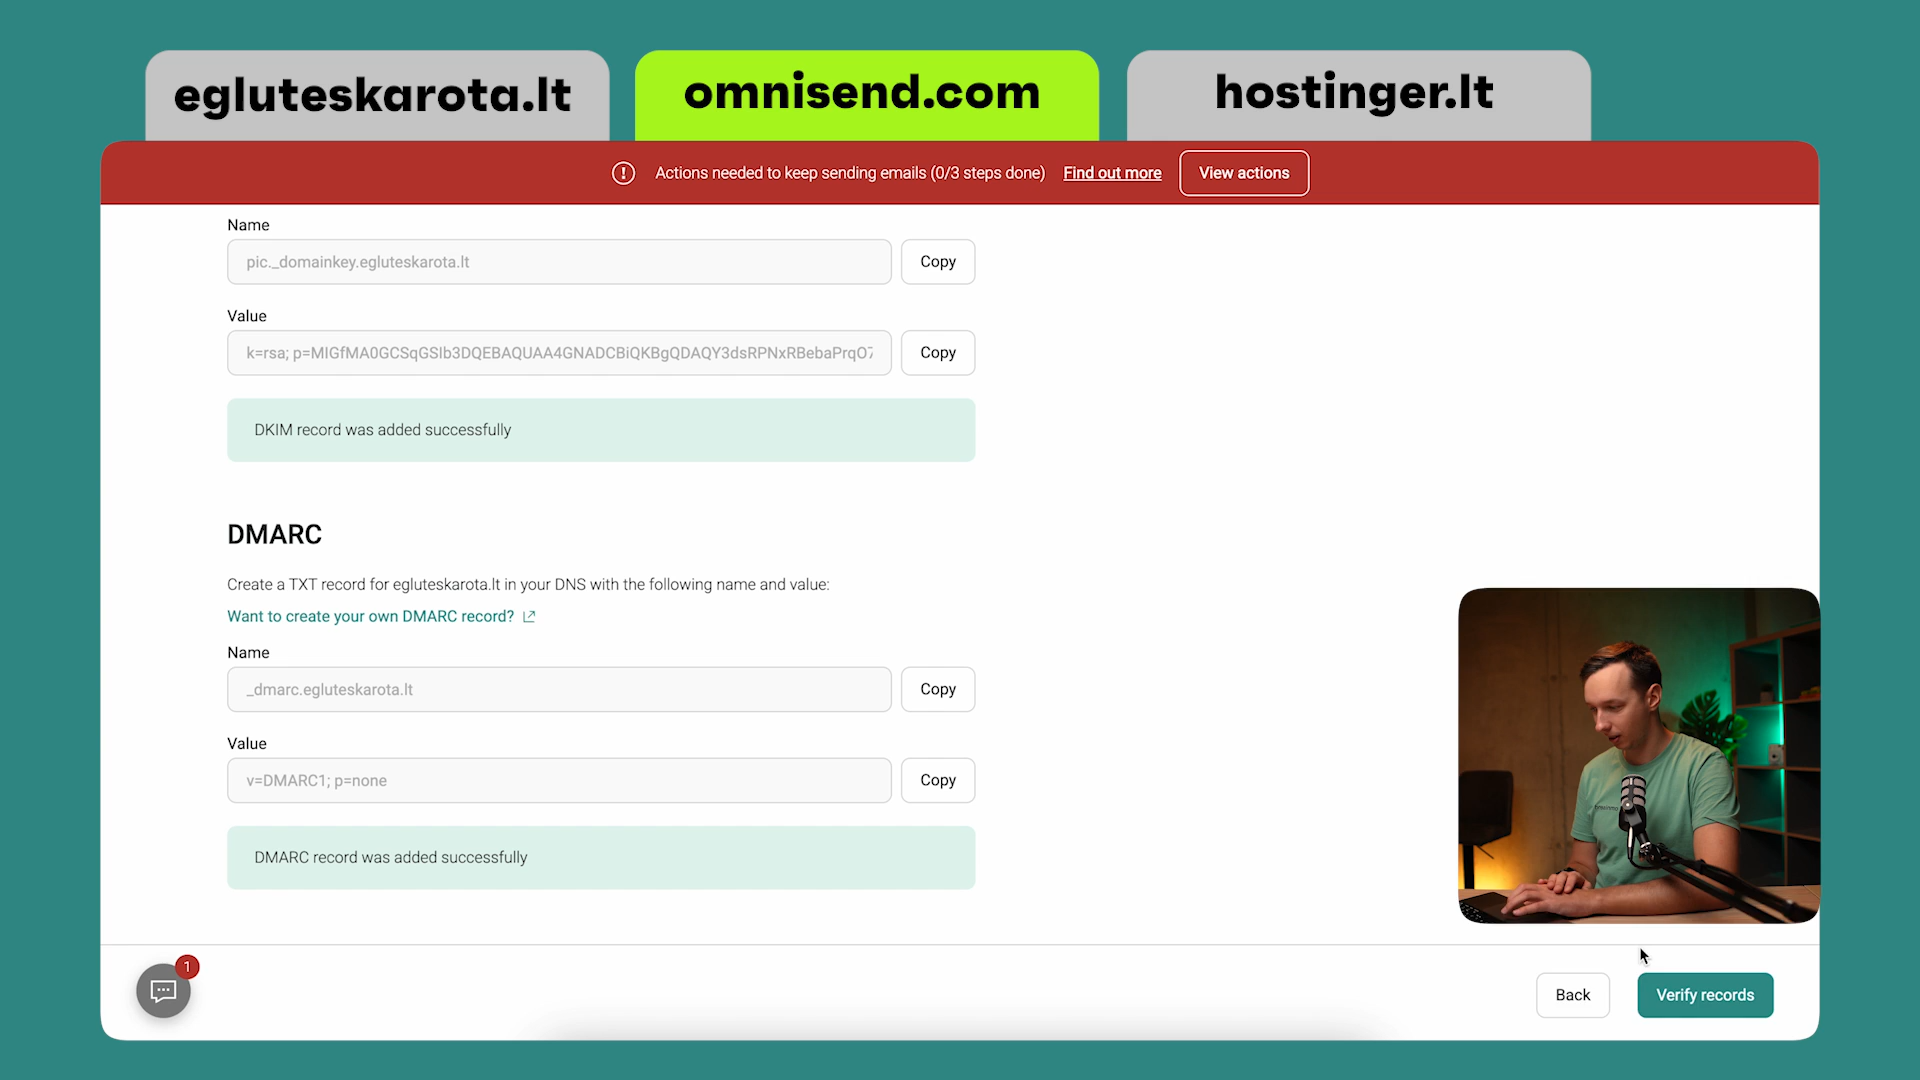 egluteskarota.lt
omnisend.com
hostinger.lt
Actions needed to keep sending emails (0/3 steps done) Find out more View actions
Name
pic._domainkey.egluteskarota.lt Copy
Value
k=rsa; p=MIGfMA0GCSqGSIb3DQEBAQUAA4GNADCBiQKBgQDAQY3dsRPNxRBebaPrqO7 Copy
DKIM record was added successfully
DMARC
Create a TXT record for egluteskarota.lt in your DNS with the following name and value:
Want to create your own DMARC record?
Name
_dmarc.egluteskarota.lt Copy
Value
v=DMARC1; p=none Copy
DMARC record was added successfully
1
Back Verify records